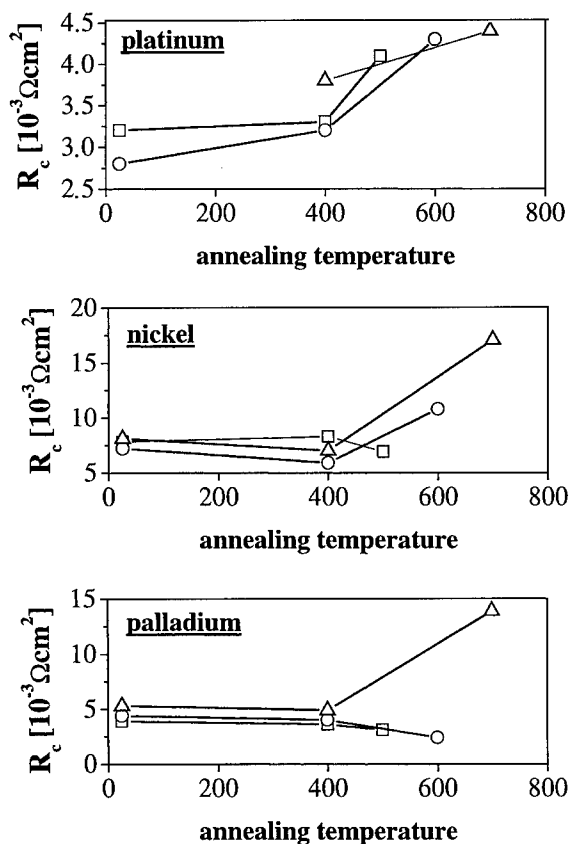 platinum
R_c [10^-3 Ωcm^2]
4.5
4.0
3.5
3.0
2.5
0 200 400 600 800
annealing temperature
nickel
R_c [10^-3 Ωcm^2]
20
15
10
5
0 200 400 600 800
annealing temperature
palladium
R_c [10^-3 Ωcm^2]
15
10
5
0
0 200 400 600 800
annealing temperature